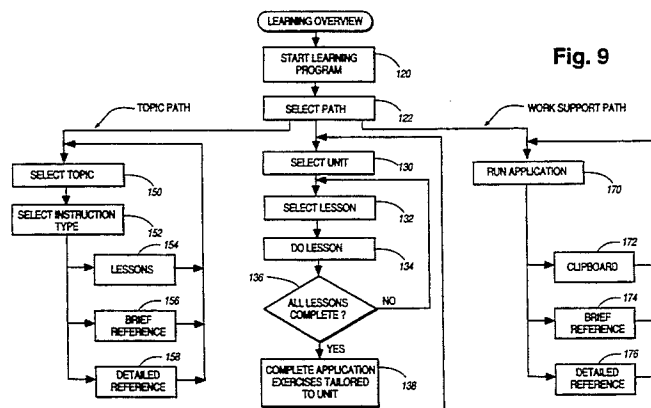 LEARNING OVERVIEW
Fig. 9
START LEARNING
PROGRAM
120
TOPIC PATH
SELECT PATH
122
WORK SUPPORT PATH
SELECT TOPIC
150
SELECT INSTRUCTION
TYPE
152
154
LESSONS
156
BRIEF
REFERENCE
158
DETAILED
REFERENCE
SELECT UNIT
130
SELECT LESSON
132
DO LESSON
134
136
ALL LESSONS
COMPLETE ?
NO
YES
COMPLETE APPLICATION
EXERCISES TAILORED
TO UNIT
138
RUN APPLICATION
170
172
CLIPBOARD
174
BRIEF
REFERENCE
176
DETAILED
REFERENCE